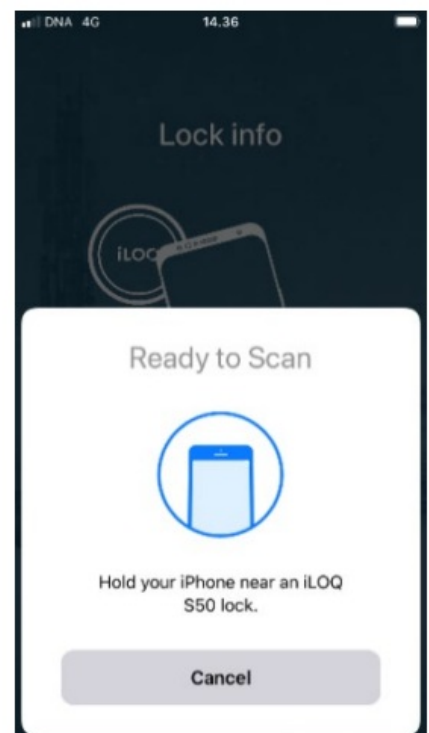 DNA 4G 14.36
Lock info
iLOQ
Ready to Scan
Hold your iPhone near an iLOQ
S50 lock.
Cancel